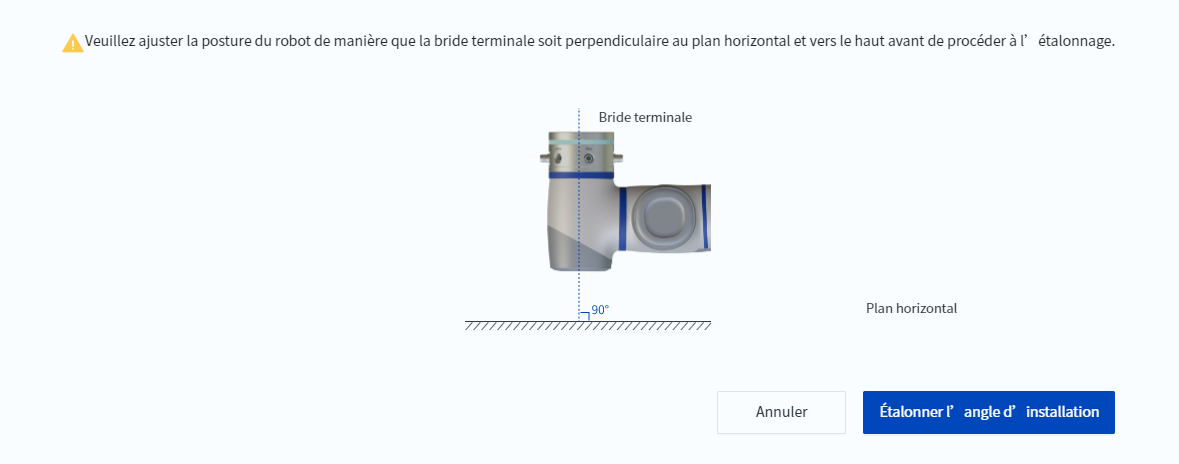 Veuillez ajuster la posture du robot de manière que la bride terminale soit perpendiculaire au plan horizontal et vers le haut avant de procéder à l’étalonnage.
Bride terminale
90°
Plan horizontal
Annuler
Étalonner l’angle d’installation